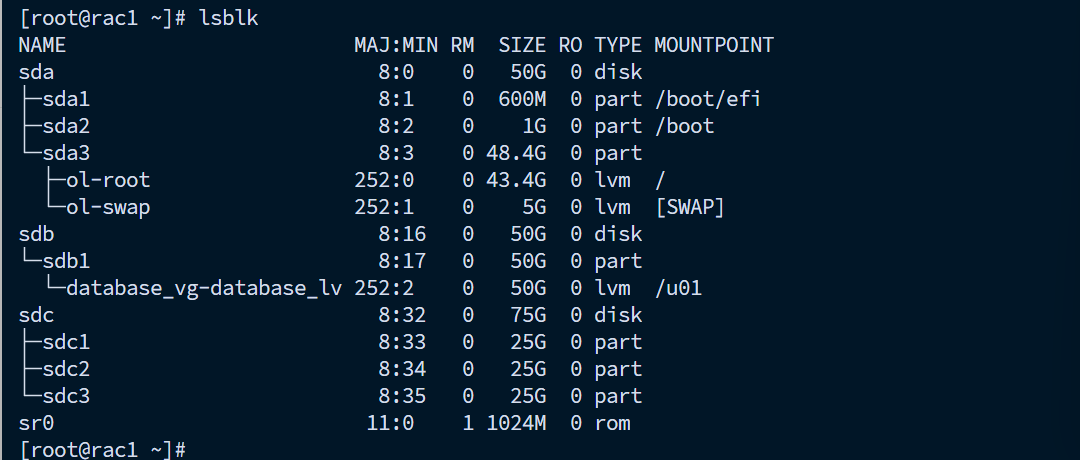 [root@rac1 ~]# lsblk
NAME                        MAJ:MIN RM  SIZE RO TYPE MOUNTPOINT
sda                           8:0    0   50G  0 disk
├─sda1                        8:1    0  600M  0 part /boot/efi
├─sda2                        8:2    0    1G  0 part /boot
└─sda3                        8:3    0 48.4G  0 part
  ├─ol-root                 252:0    0 43.4G  0 lvm  /
  └─ol-swap                 252:1    0    5G  0 lvm  [SWAP]
sdb                           8:16   0   50G  0 disk
└─sdb1                        8:17   0   50G  0 part
  └─database_vg-database_lv 252:2    0   50G  0 lvm  /u01
sdc                           8:32   0   75G  0 disk
├─sdc1                        8:33   0   25G  0 part
├─sdc2                        8:34   0   25G  0 part
└─sdc3                        8:35   0   25G  0 part
sr0                          11:0    1 1024M  0 rom
[root@rac1 ~]#